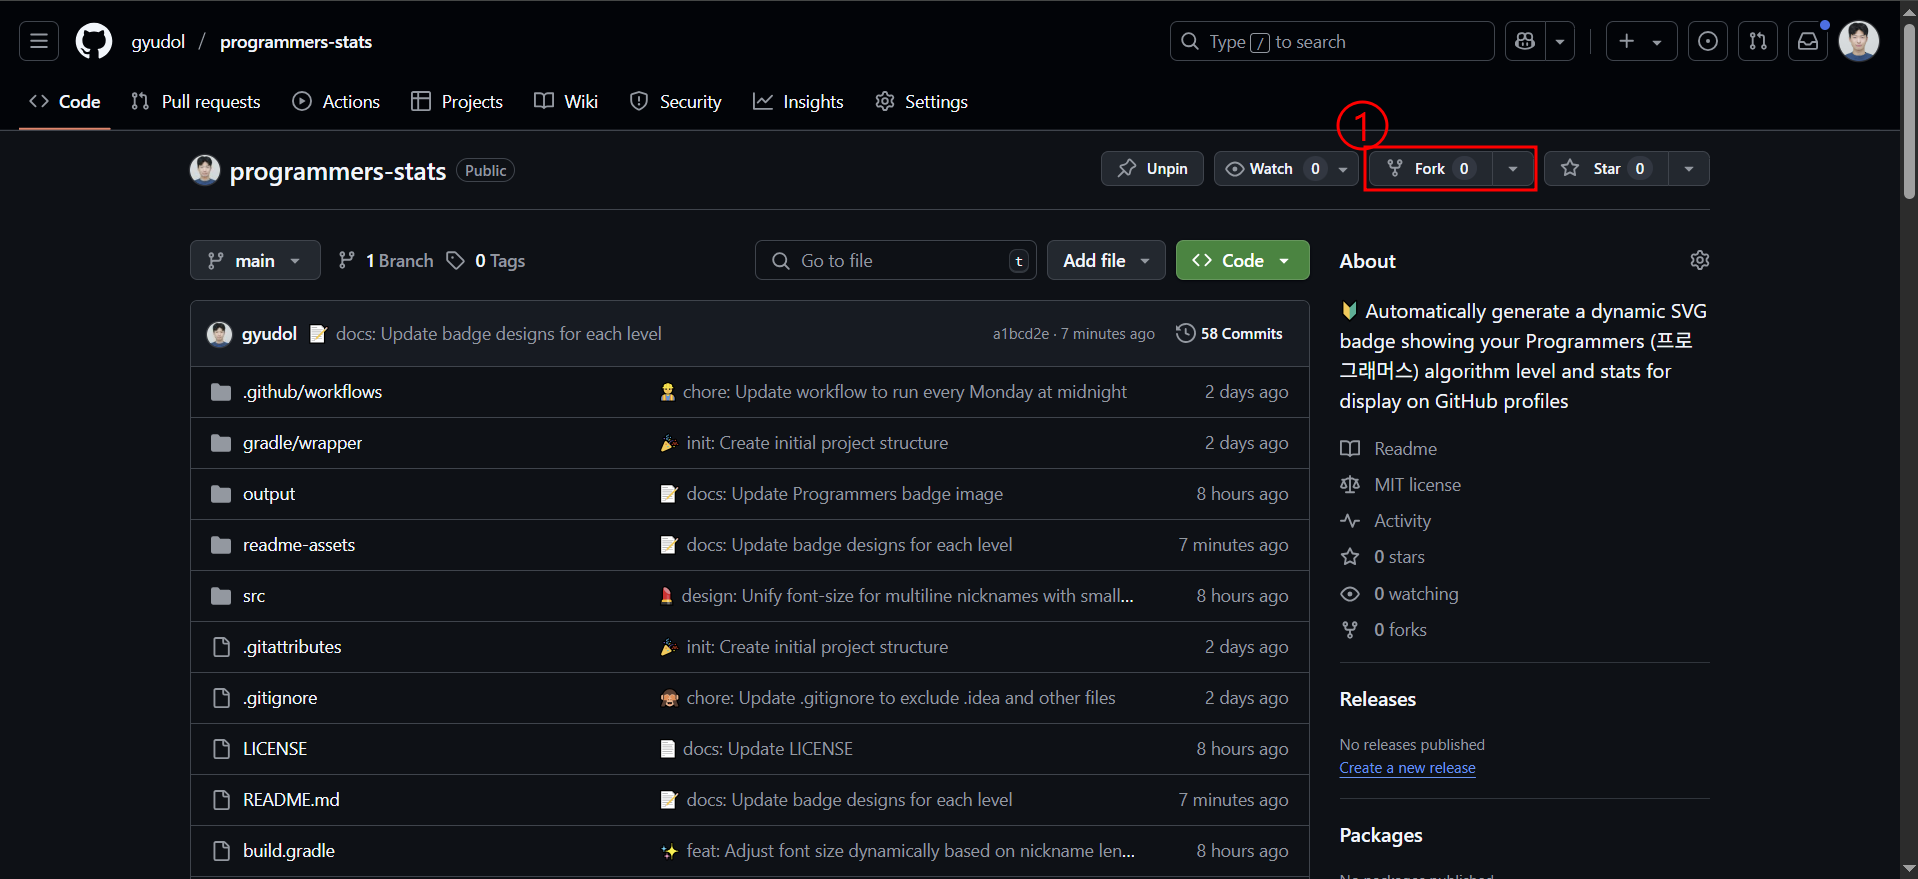 gyudol / programmers-stats
Type / to search
Code
Pull requests
Actions
Projects
Wiki
Security
Insights
Settings
1
programmers-stats Public
Unpin
Watch 0
Fork 0
Star 0
main
1 Branch
0 Tags
Go to file t
Add file
Code
gyudol 📝 docs: Update badge designs for each level a1bcd2e · 7 minutes ago 58 Commits
.github/workflows 👷 chore: Update workflow to run every Monday at midnight 2 days ago
gradle/wrapper 🎉 init: Create initial project structure 2 days ago
output 📝 docs: Update Programmers badge image 8 hours ago
readme-assets 📝 docs: Update badge designs for each level 7 minutes ago
src 💄 design: Unify font-size for multiline nicknames with small... 8 hours ago
.gitattributes 🎉 init: Create initial project structure 2 days ago
.gitignore 🙈 chore: Update .gitignore to exclude .idea and other files 2 days ago
LICENSE 📄 docs: Update LICENSE 8 hours ago
README.md 📝 docs: Update badge designs for each level 7 minutes ago
build.gradle ✨ feat: Adjust font size dynamically based on nickname len... 8 hours ago
About
🔰 Automatically generate a dynamic SVG
badge showing your Programmers (프로
그래머스) algorithm level and stats for
display on GitHub profiles
Readme
MIT license
Activity
0 stars
0 watching
0 forks
Releases
No releases published
Create a new release
Packages